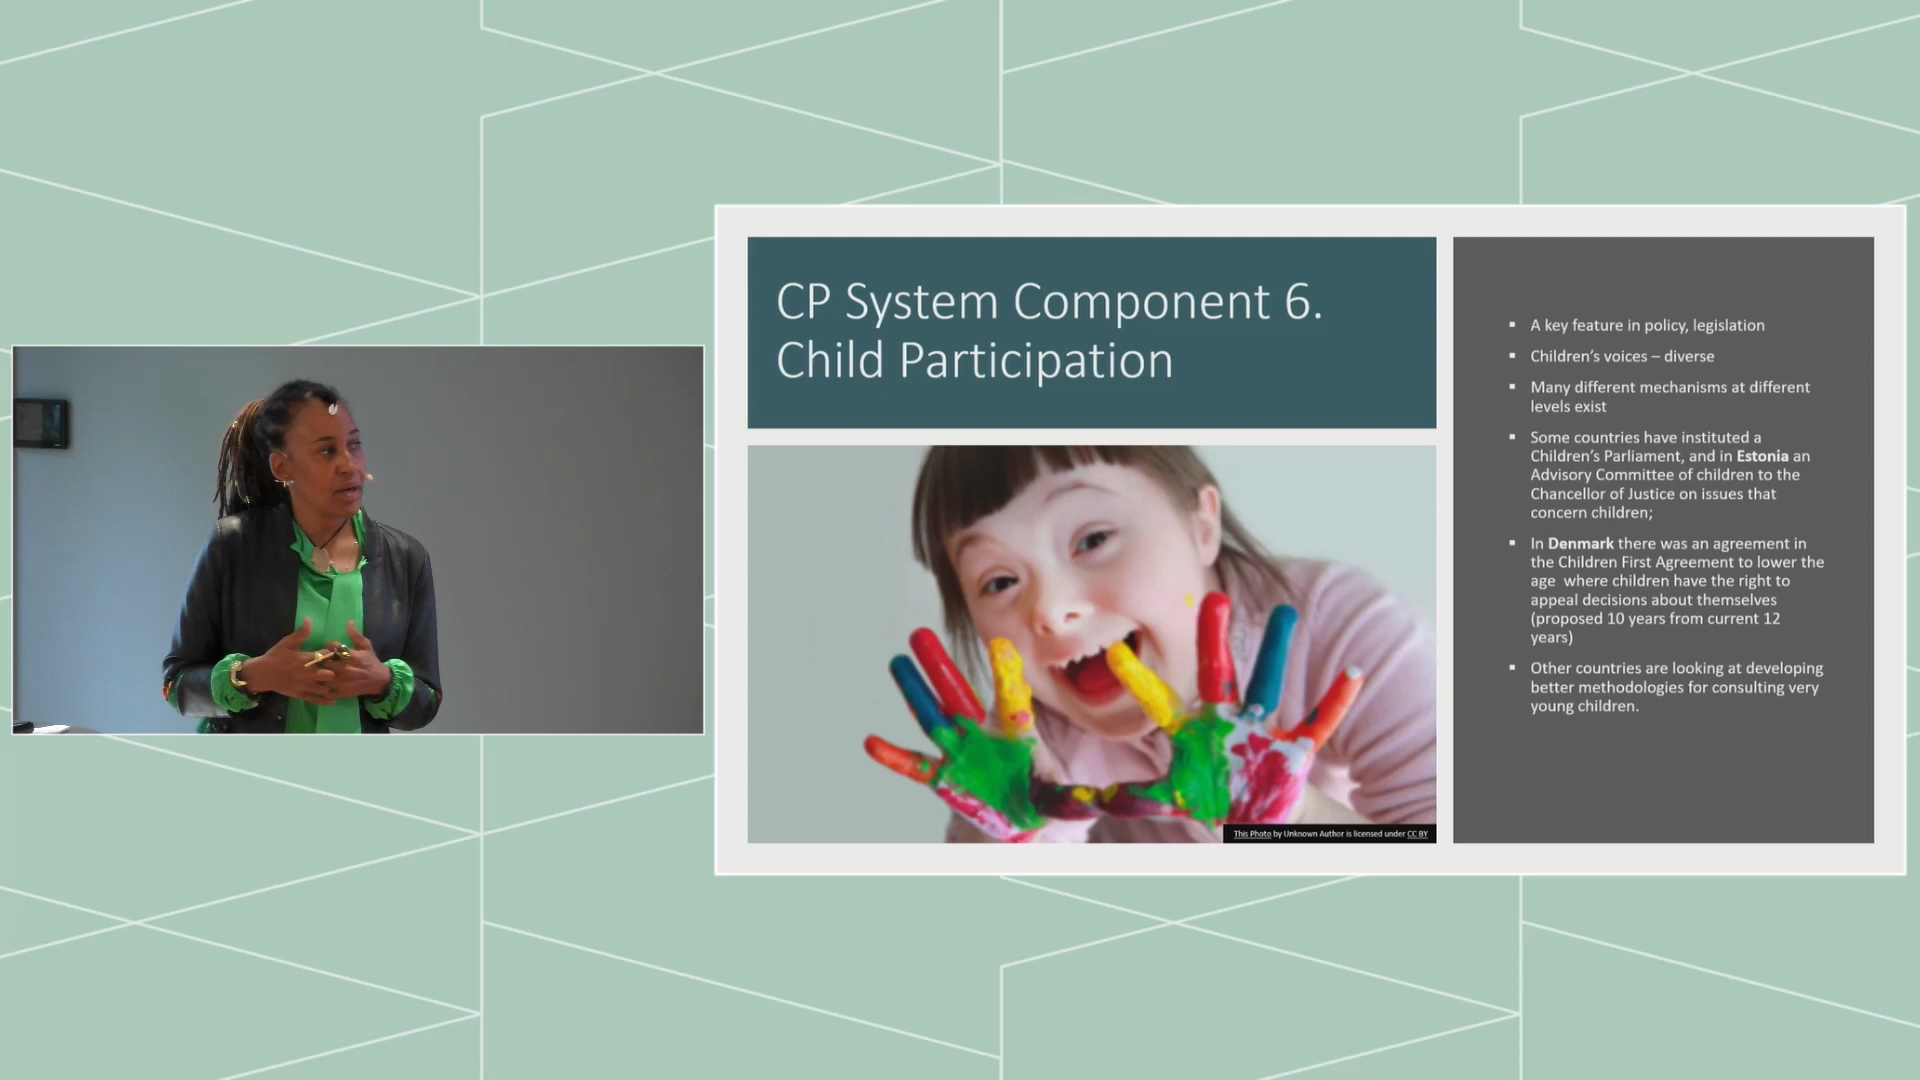 CP System Component 6.
Child Participation
▪ A key feature in policy, legislation
▪ Children's voices – diverse
▪ Many different mechanisms at different
levels exist
▪ Some countries have instituted a
Children's Parliament, and in Estonia an
Advisory Committee of children to the
Chancellor of Justice on issues that
concern children;
▪ In Denmark there was an agreement in
the Children First Agreement to lower the
age where children have the right to
appeal decisions about themselves
(proposed 10 years from current 12
years)
▪ Other countries are looking at developing
better methodologies for consulting very
young children.
This Photo by Unknown Author is licensed under CC BY